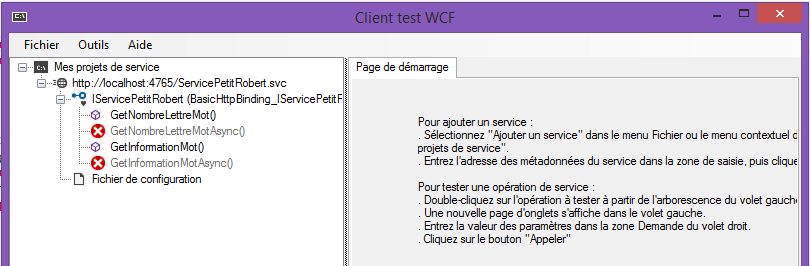 Client test WCF
Fichier Outils Aide
Mes projets de service
http://localhost:4765/ServicePetitRobert.svc
IServicePetitRobert (BasicHttpBinding_IServicePetitF
GetNombreLettreMot()
GetNombreLettreMotAsync()
GetInformationMot()
GetInformationMotAsync()
Fichier de configuration
Page de démarrage
Pour ajouter un service :
. Sélectionnez "Ajouter un service" dans le menu Fichier ou le menu contextuel d
projets de service".
. Entrez l'adresse des métadonnées du service dans la zone de saisie, puis clique
Pour tester une opération de service :
. Double-cliquez sur l'opération à tester à partir de l'arborescence du volet gauche
. Une nouvelle page d'onglets s'affiche dans le volet gauche.
. Entrez la valeur des paramètres dans la zone Demande du volet droit.
. Cliquez sur le bouton "Appeler"